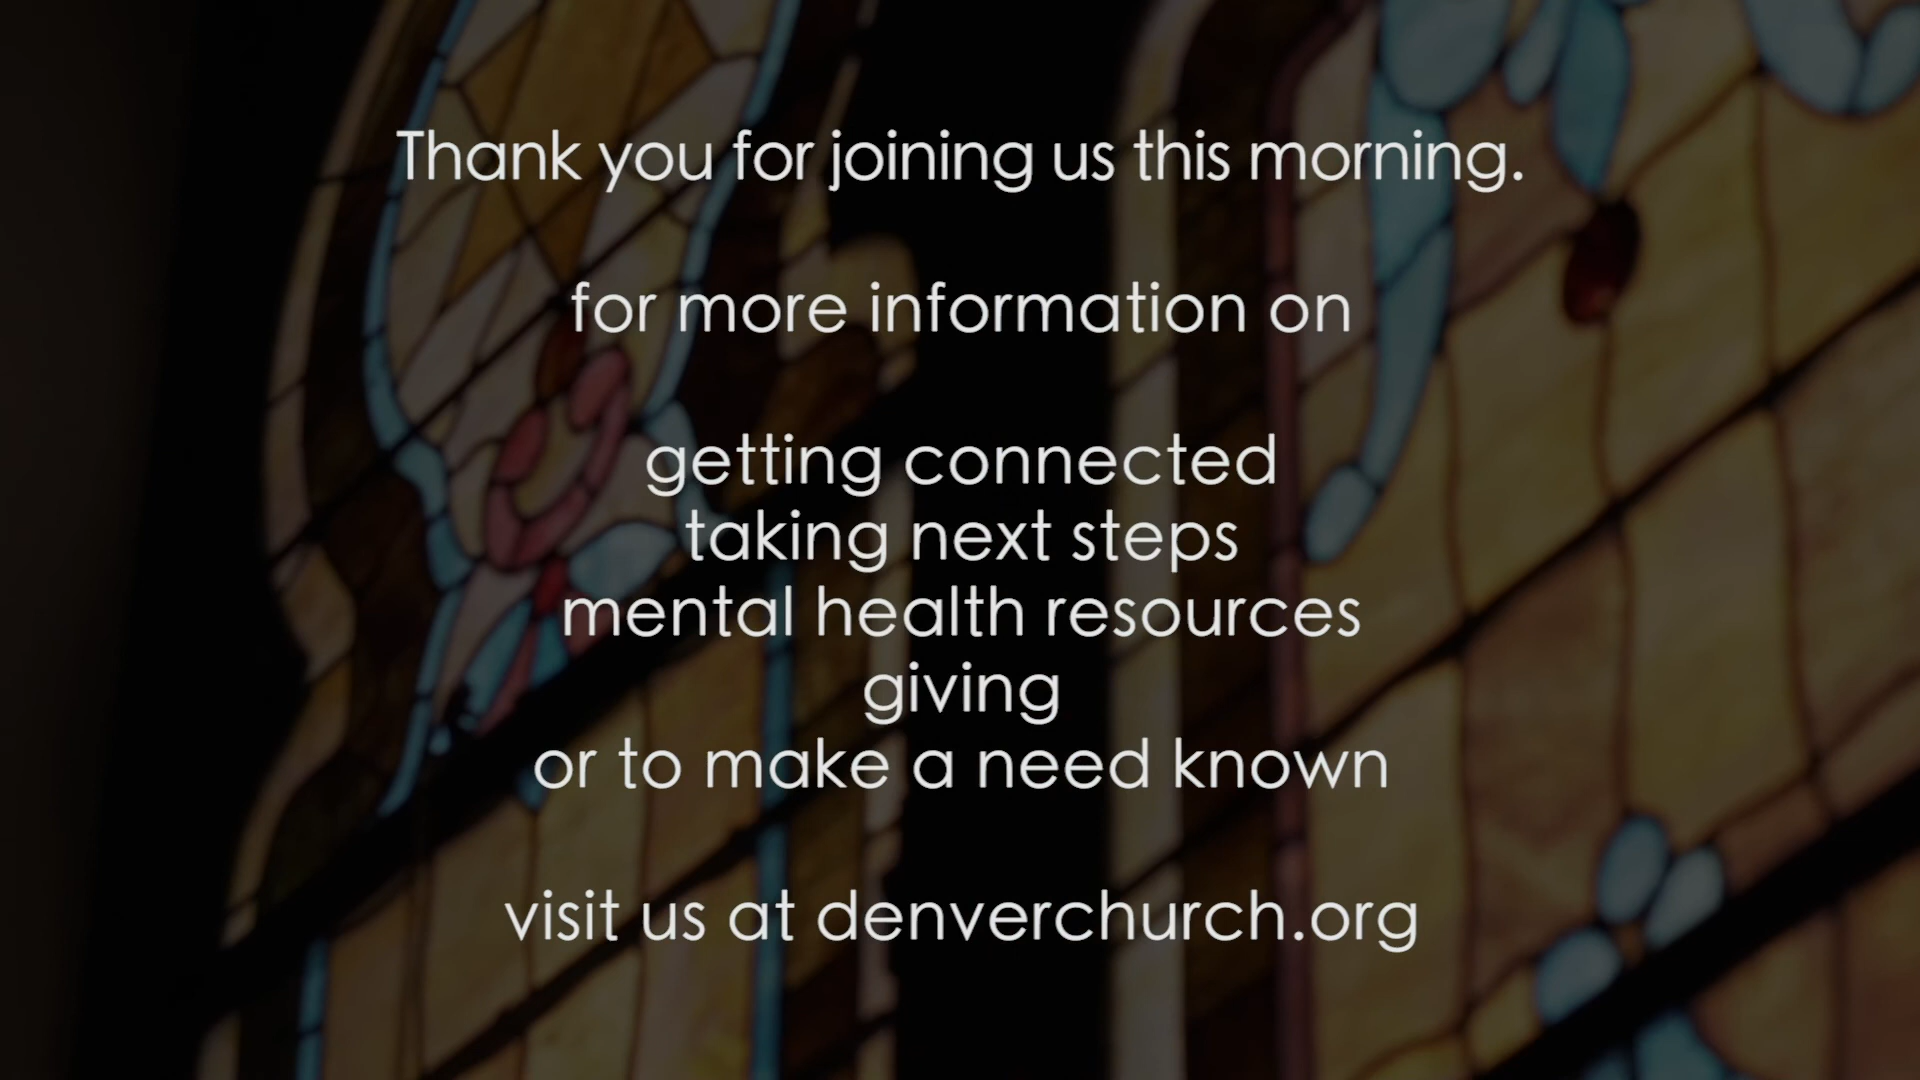 Thank you for joining us this morning.
for more information on
getting connected
taking next steps
mental health resources
giving
or to make a need known
visit us at denverchurch.org